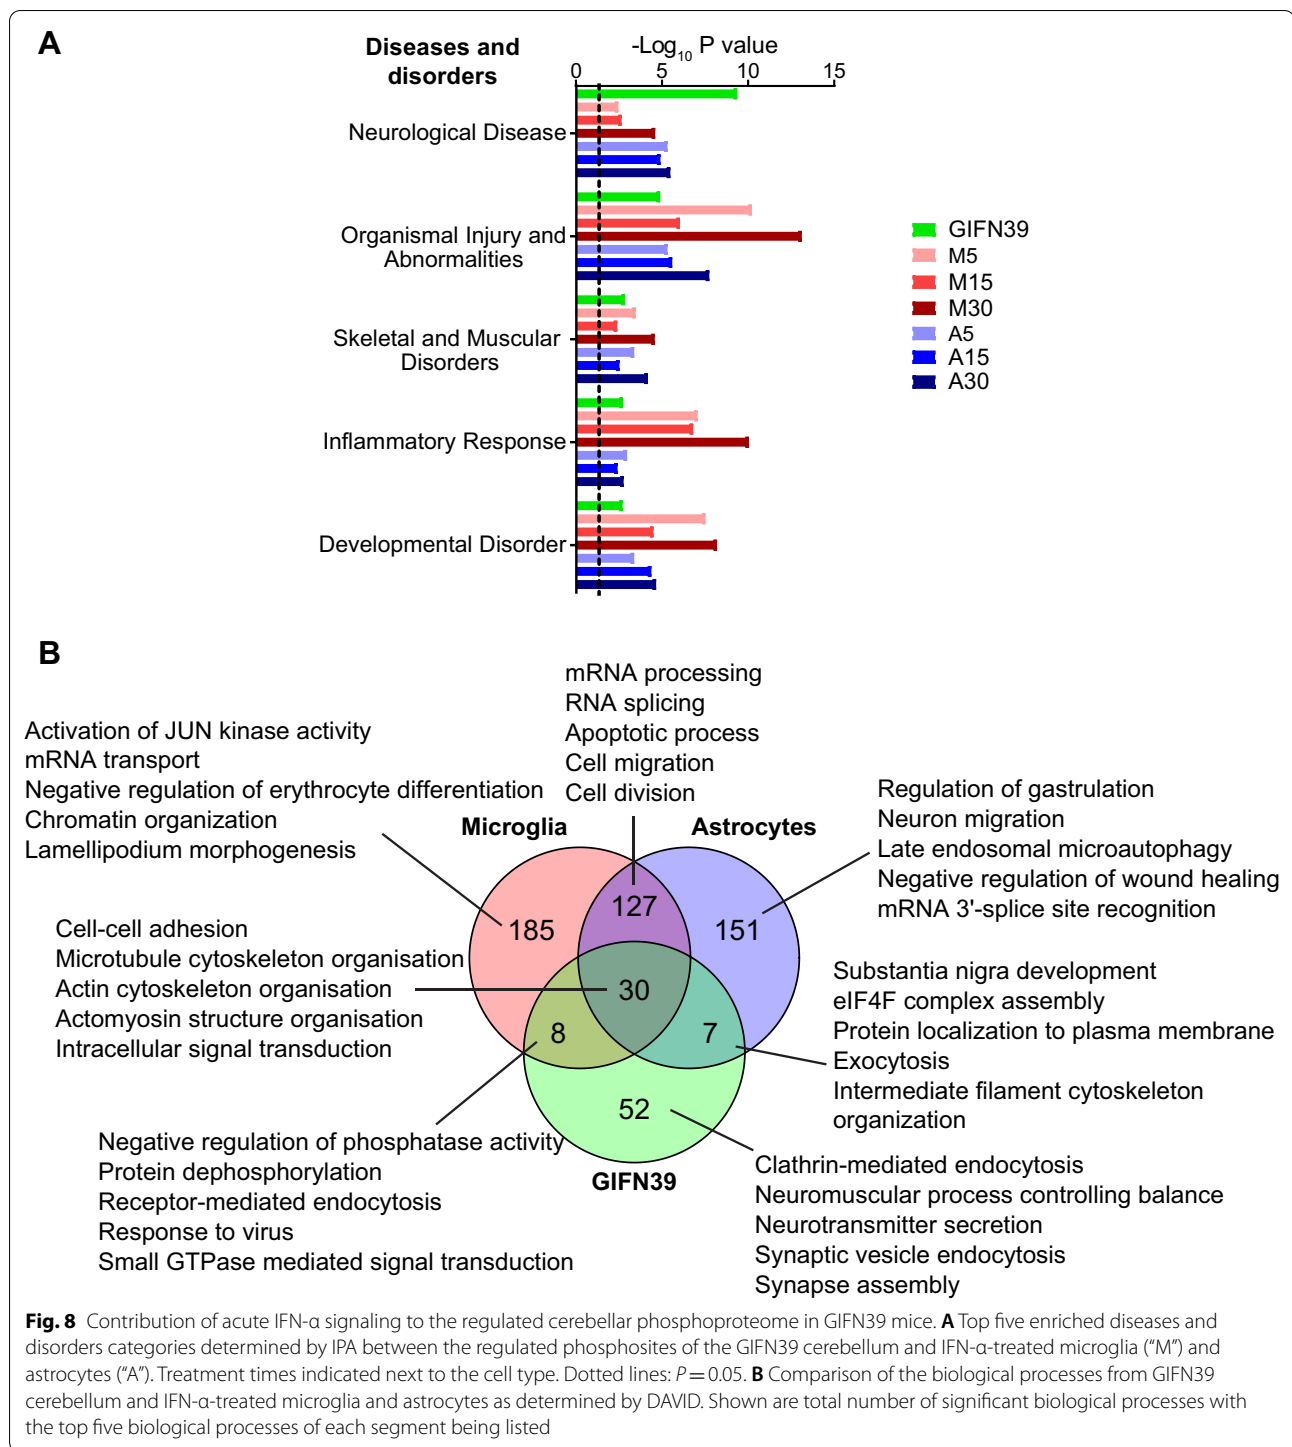 A
Diseases and
disorders
-Log10 P value
0 5 10 15
Neurological Disease
Organismal Injury and
Abnormalities
Skeletal and Muscular
Disorders
Inflammatory Response
Developmental Disorder
GIFN39
M5
M15
M30
A5
A15
A30
B
mRNA processing
RNA splicing
Apoptotic process
Cell migration
Cell division
Activation of JUN kinase activity
mRNA transport
Negative regulation of erythrocyte differentiation
Chromatin organization
Lamellipodium morphogenesis
Microglia
Astrocytes
Regulation of gastrulation
Neuron migration
Late endosomal microautophagy
Negative regulation of wound healing
mRNA 3'-splice site recognition
185
127
151
30
8
7
52
Cell-cell adhesion
Microtubule cytoskeleton organisation
Actin cytoskeleton organisation
Actomyosin structure organisation
Intracellular signal transduction
Substantia nigra development
eIF4F complex assembly
Protein localization to plasma membrane
Exocytosis
Intermediate filament cytoskeleton
organization
Negative regulation of phosphatase activity
Protein dephosphorylation
Receptor-mediated endocytosis
Response to virus
Small GTPase mediated signal transduction
GIFN39
Clathrin-mediated endocytosis
Neuromuscular process controlling balance
Neurotransmitter secretion
Synaptic vesicle endocytosis
Synapse assembly
Fig. 8 Contribution of acute IFN-α signaling to the regulated cerebellar phosphoproteome in GIFN39 mice. A Top five enriched diseases and
disorders categories determined by IPA between the regulated phosphosites of the GIFN39 cerebellum and IFN-α-treated microglia (“M”) and
astrocytes (“A”). Treatment times indicated next to the cell type. Dotted lines: P = 0.05. B Comparison of the biological processes from GIFN39
cerebellum and IFN-α-treated microglia and astrocytes as determined by DAVID. Shown are total number of significant biological processes with
the top five biological processes of each segment being listed